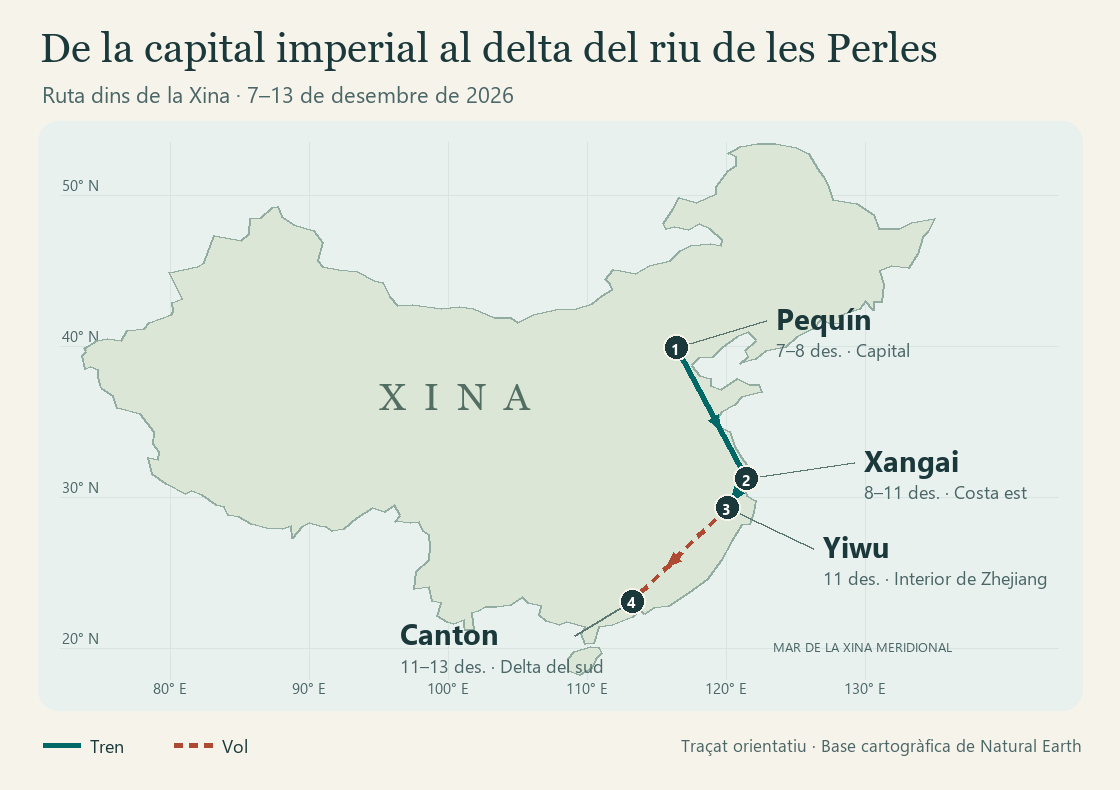 De la capital imperial al delta del riu de les Perles
Ruta dins de la Xina · 7–13 de desembre de 2026
50° N
40° N
30° N
20° N
XINA
1
Pequín
7–8 des. · Capital
2
Xangai
8–11 des. · Costa est
3
Yiwu
11 des. · Interior de Zhejiang
4
Canton
11–13 des. · Delta del sud
MAR DE LA XINA MERIDIONAL
80° E
90° E
100° E
110° E
120° E
130° E
Tren
Vol
Traçat orientatiu · Base cartogràfica de Natural Earth